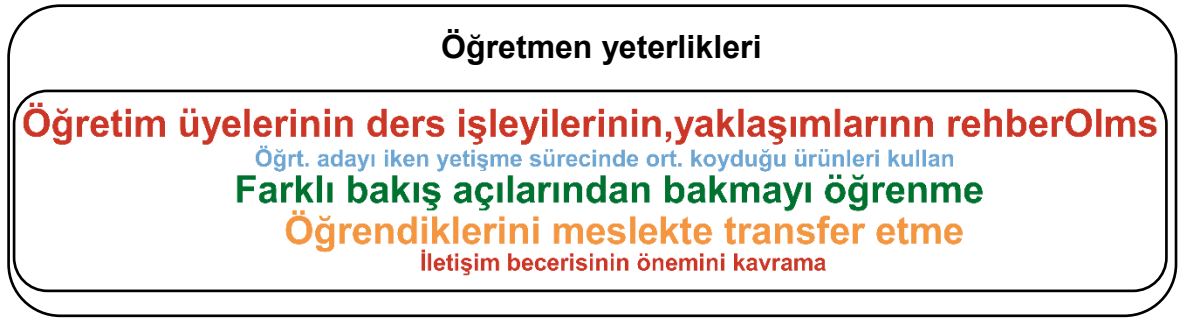 Öğretmen yeterlikleri
Öğretim üyelerinin ders işleyilerinin,yaklaşımlarınn rehberOlms
Öğrt. adayı iken yetişme sürecinde ort. koyduğu ürünleri kullan
Farklı bakış açılarından bakmayı öğrenme
Öğrendiklerini meslekte transfer etme
İletişim becerisinin önemini kavrama